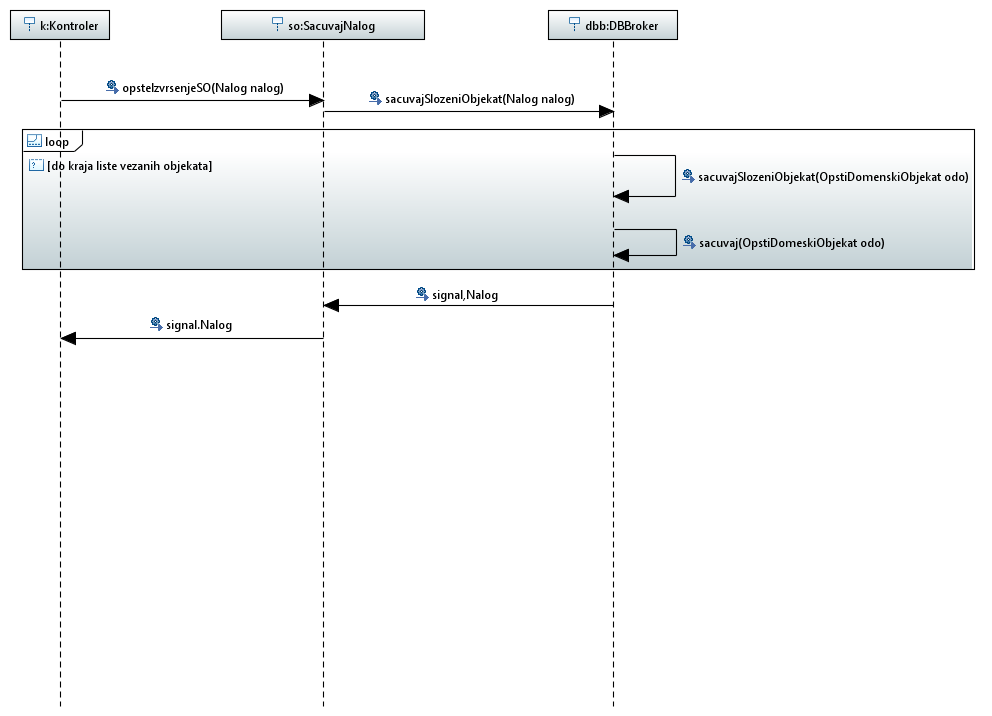 k:Kontroler
so:SacuvajNalog
dbb:DBBroker
opsteIzvrsenjeSO(Nalog nalog)
sacuvajSlozeniObjekat(Nalog nalog)
loop
[do kraja liste vezanih objekata]
sacuvajSlozeniObjekat(OpstiDomenskiObjekat odo)
sacuvaj(OpstiDomeskiObjekat odo)
signal,Nalog
signal.Nalog